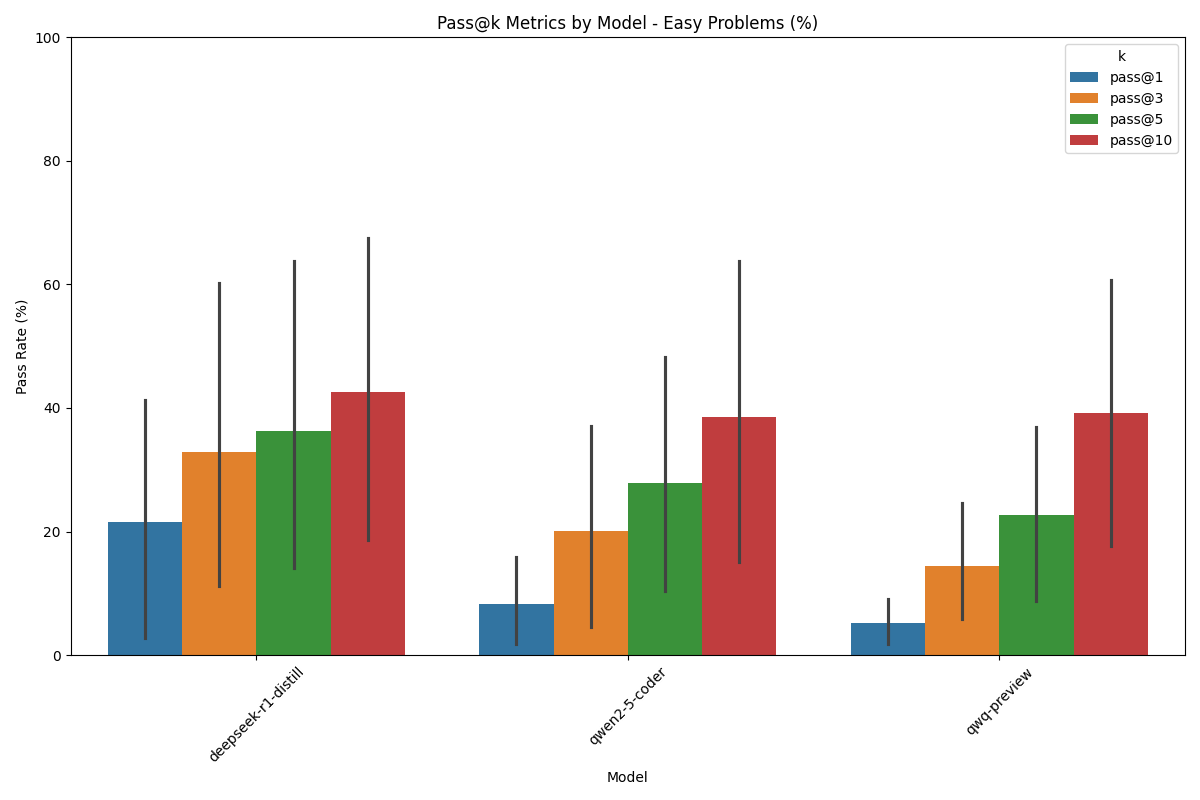 Pass@k Metrics by Model - Easy Problems (%)
100
80
60
40
20
0
Pass Rate (%)
k
pass@1
pass@3
pass@5
pass@10
deepseek-r1-distill
qwen2-5-coder
qwq-preview
Model